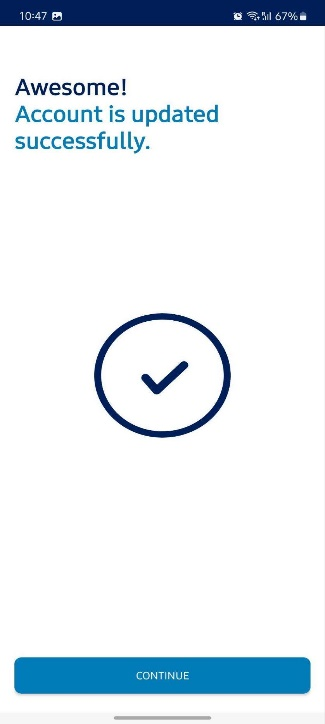 10:47 67%
Awesome!
Account is updated
successfully.
CONTINUE